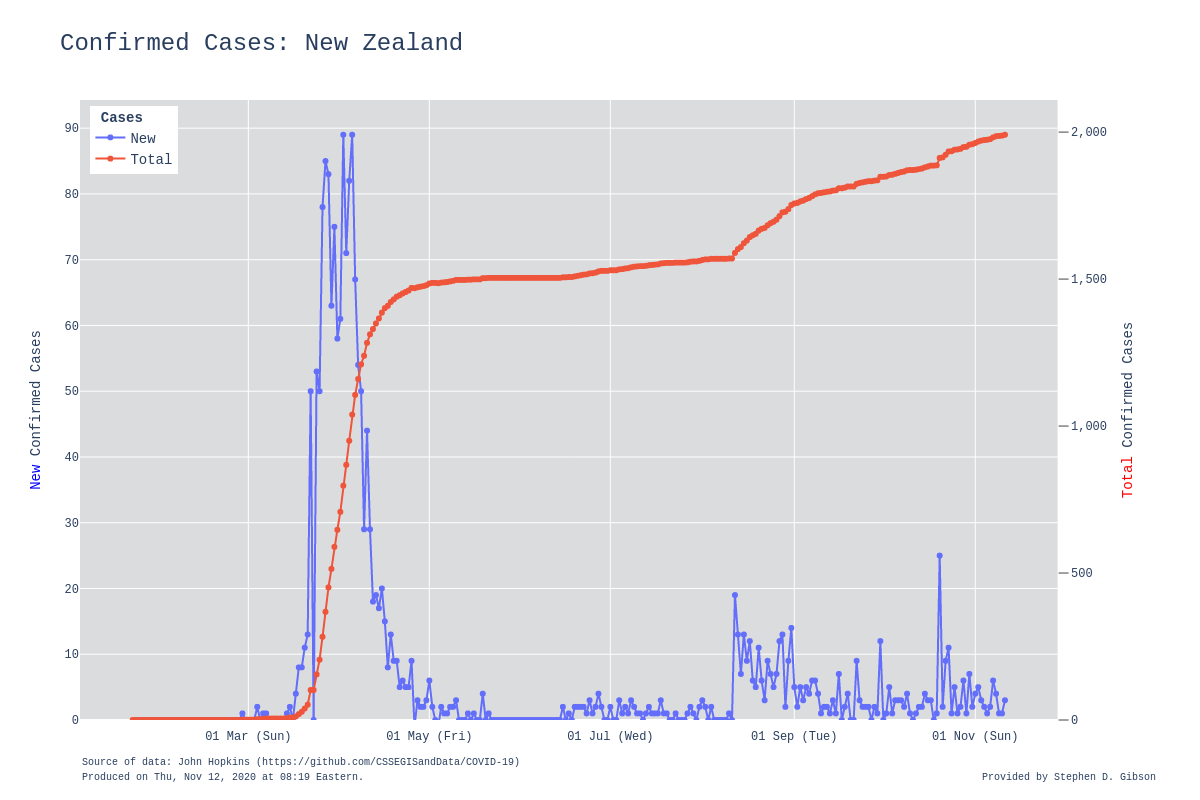 Confirmed Cases: New Zealand
Cases
New
Total
90
80
70
60
50
40
30
20
10
0
2,000
1,500
1,000
500
0
New Confirmed Cases
Total Confirmed Cases
01 Mar (Sun)
01 May (Fri)
01 Jul (Wed)
01 Sep (Tue)
01 Nov (Sun)
Source of data: John Hopkins (https://github.com/CSSEGISandData/COVID-19)
Produced on Thu, Nov 12, 2020 at 08:19 Eastern.
Provided by Stephen D. Gibson